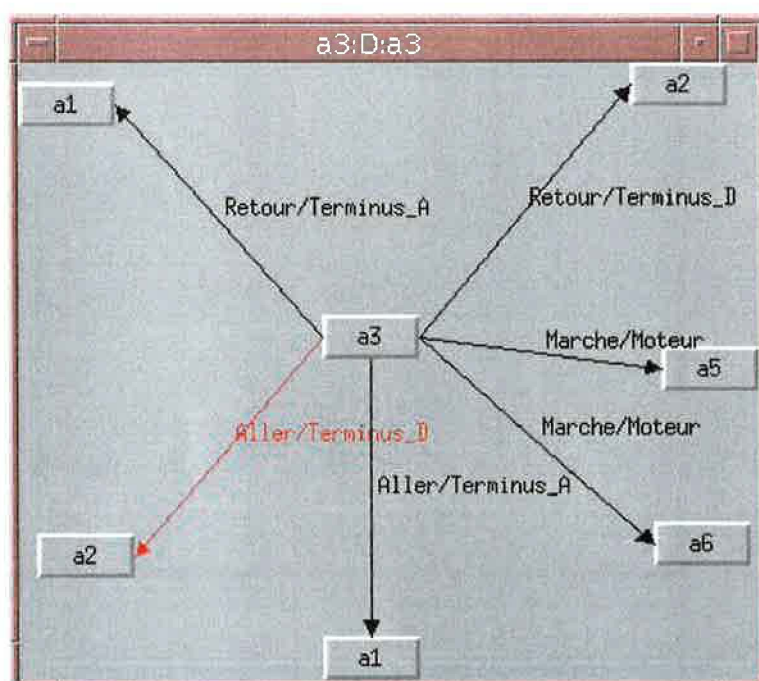 a3:D:a3
a1
a2
Retour/Terminus_A
Retour/Terminus_D
a3
Marche/Moteur
a5
Aller/Terminus_D
Marche/Moteur
Aller/Terminus_A
a2
a6
a1